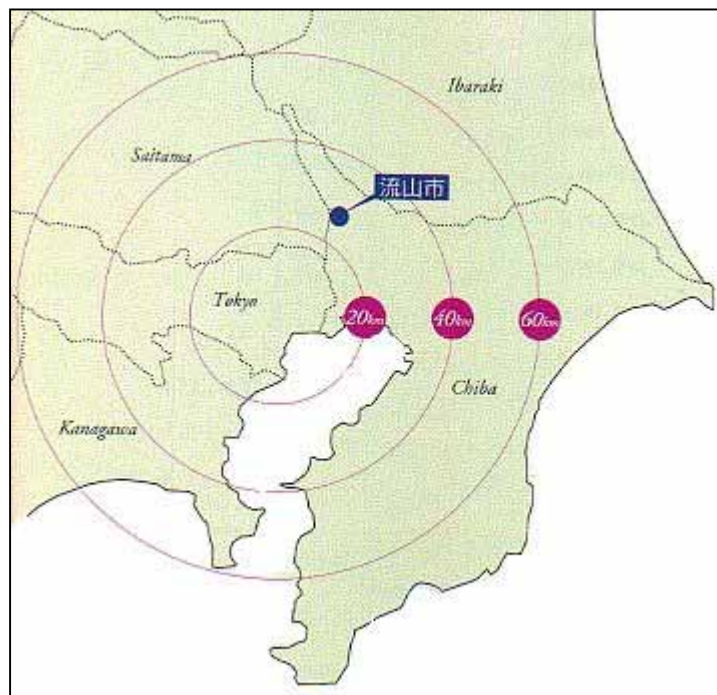 Ibaraki
Saitama
流山市
Tokyo
20km
40km
60km
Chiba
Kanagawa